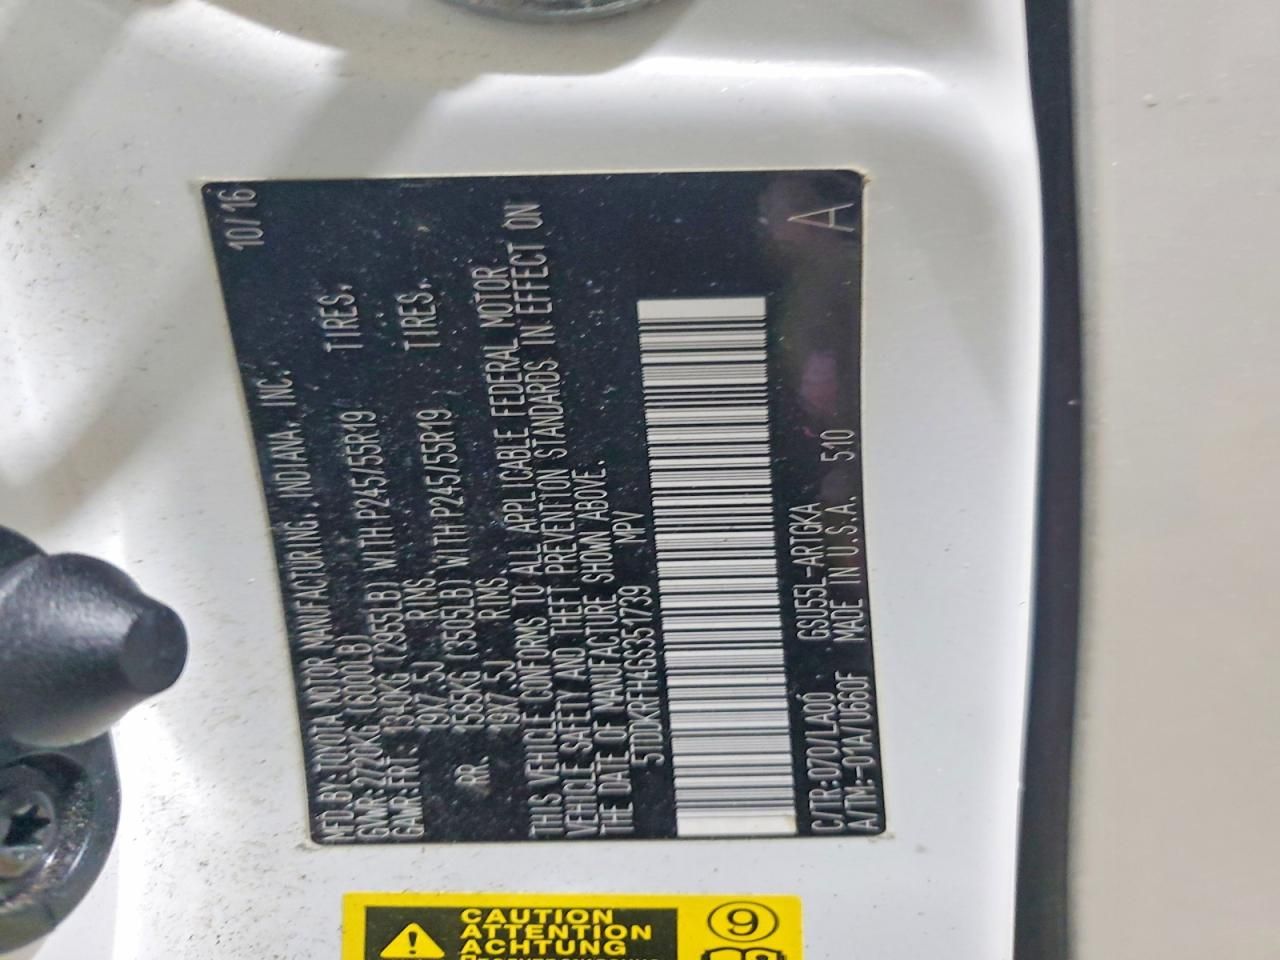 MFD.BY:TOYOTA MOTOR MANUFACTURING, INDIANA, INC. 10/16
GVWR:2720KG (6000LB)
GAWR:FRT: 1340KG (2955LB) WITH P245/55R19 TIRES.
19X7.5J RIMS
RR. 1585KG (3505LB) WITH P245/55R19 TIRES.
19X7.5J RIMS
THIS VEHICLE CONFORMS TO ALL APPLICABLE FEDERAL MOTOR
VEHICLE SAFETY AND THEFT PREVENTION STANDARDS IN EFFECT ON
THE DATE OF MANUFACTURE SHOWN ABOVE.
5TDDKRFH4GS351739 MPV
C/TR:070/LA00 GSU55L-ARTGKA
A/TM:-01A/U660F MADE IN U.S.A. 510 A
CAUTION
ATTENTION
ACHTUNG
9